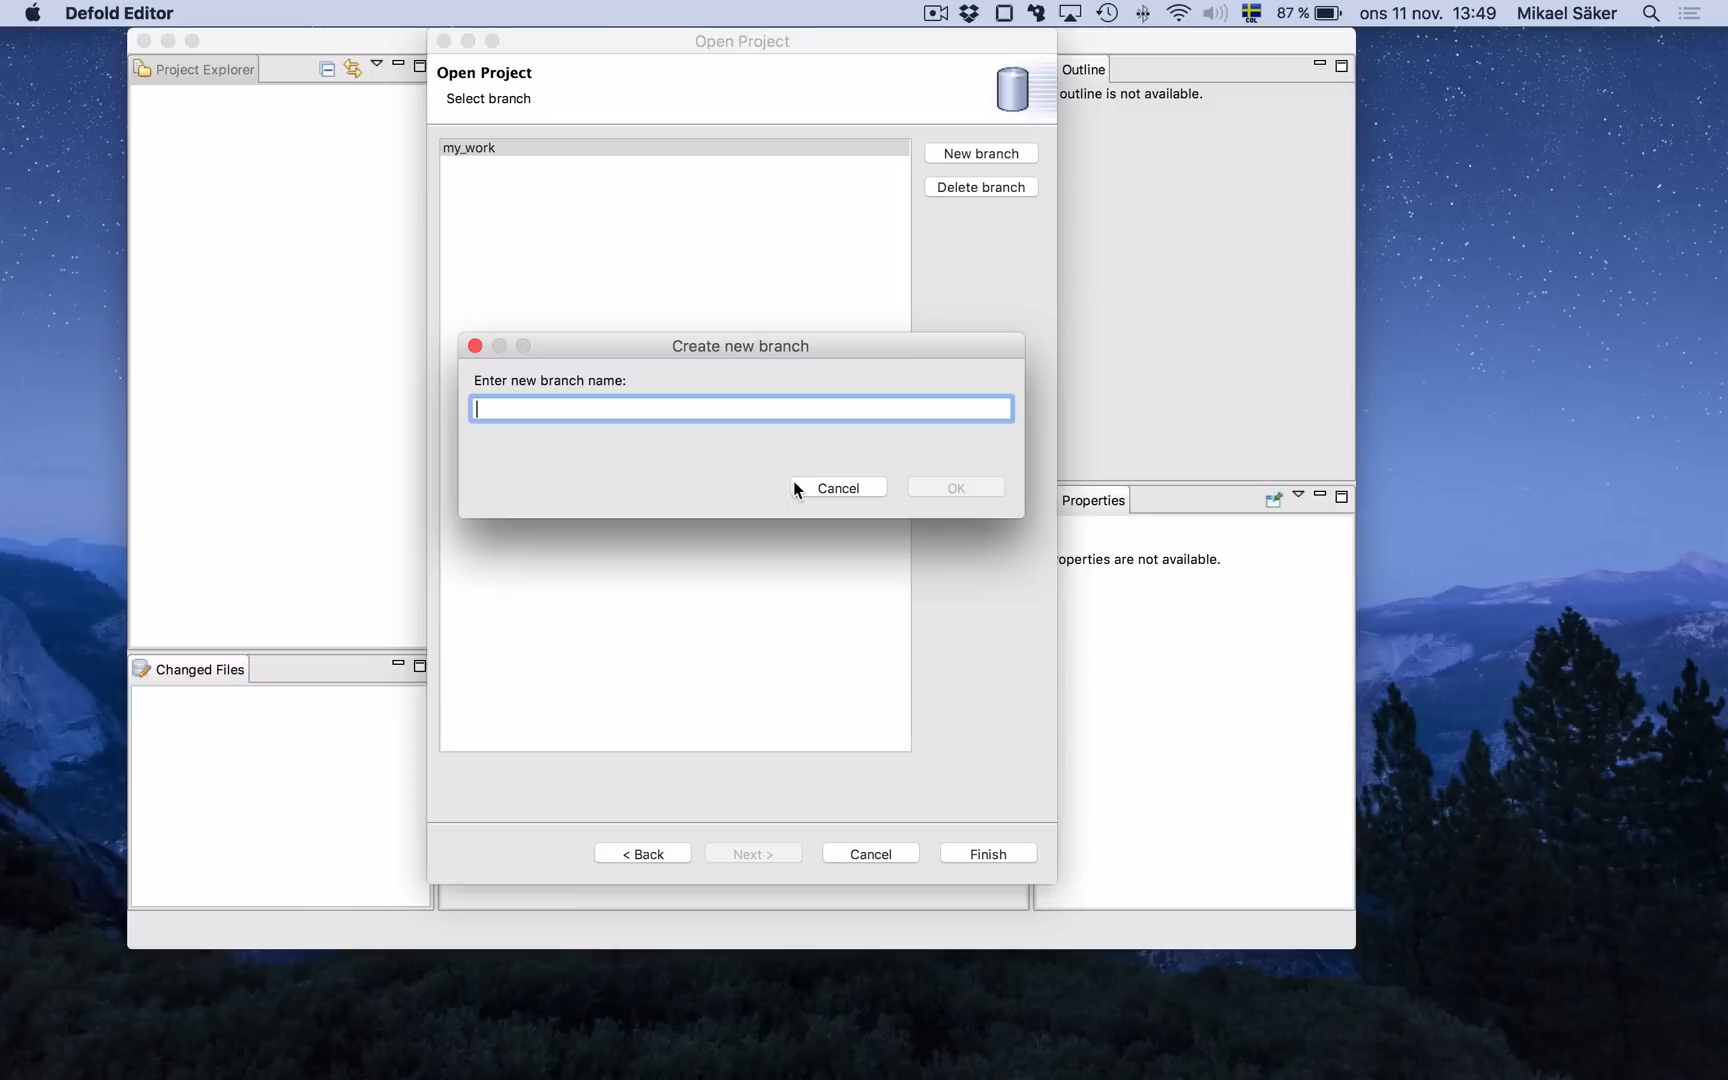 Defold Editor
87 %
ons 11 nov. 13:49
Mikael Säker
Open Project
Project Explorer
Open Project
Select branch
Outline
outline is not available.
my_work
New branch
Delete branch
Create new branch
Enter new branch name:
Cancel
OK
Properties
operties are not available.
Changed Files
< Back
Next >
Cancel
Finish